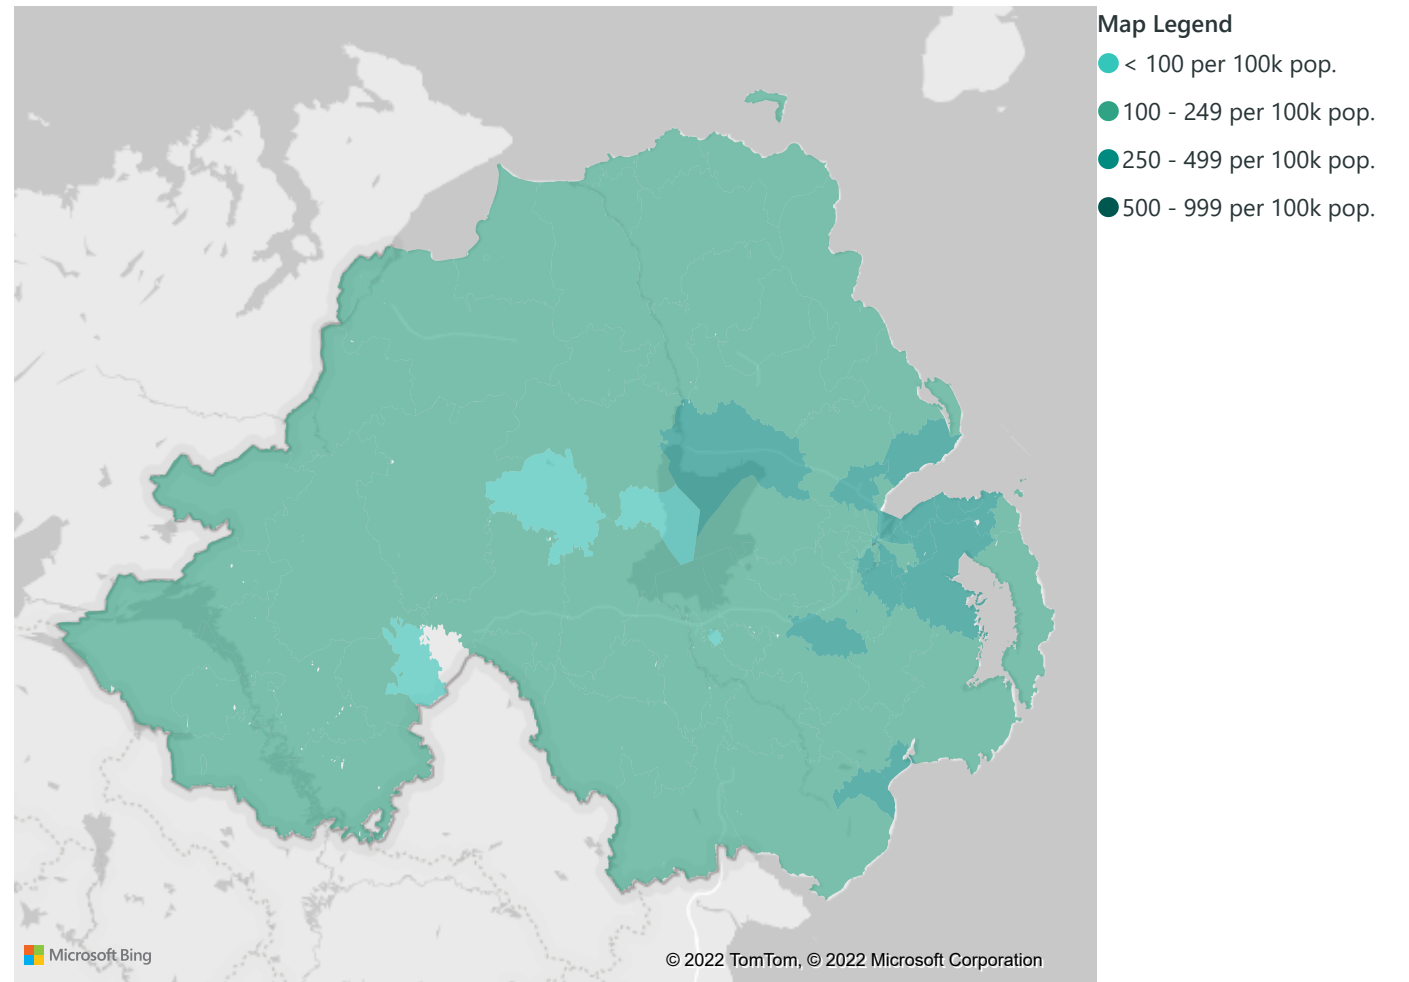 Map Legend
< 100 per 100k pop.
100 - 249 per 100k pop.
250 - 499 per 100k pop.
500 - 999 per 100k pop.
Microsoft Bing
© 2022 TomTom, © 2022 Microsoft Corporation